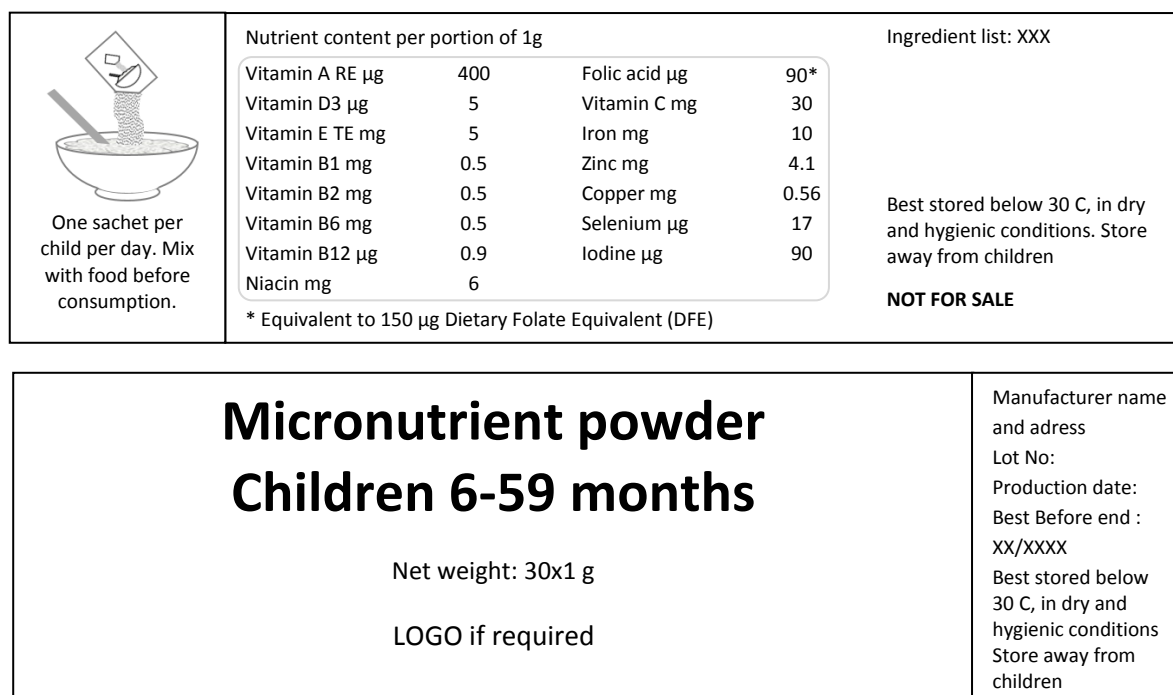 One sachet per
child per day. Mix
with food before
consumption.
Nutrient content per portion of 1g
Vitamin A RE µg 400 Folic acid µg 90*
Vitamin D3 µg 5 Vitamin C mg 30
Vitamin E TE mg 5 Iron mg 10
Vitamin B1 mg 0.5 Zinc mg 4.1
Vitamin B2 mg 0.5 Copper mg 0.56
Vitamin B6 mg 0.5 Selenium µg 17
Vitamin B12 µg 0.9 Iodine µg 90
Niacin mg 6
* Equivalent to 150 µg Dietary Folate Equivalent (DFE)
Ingredient list: XXX
Best stored below 30 C, in dry
and hygienic conditions. Store
away from children
NOT FOR SALE
Micronutrient powder
Children 6-59 months
Net weight: 30x1 g
LOGO if required
Manufacturer name
and adress
Lot No:
Production date:
Best Before end :
XX/XXXX
Best stored below
30 C, in dry and
hygienic conditions
Store away from
children